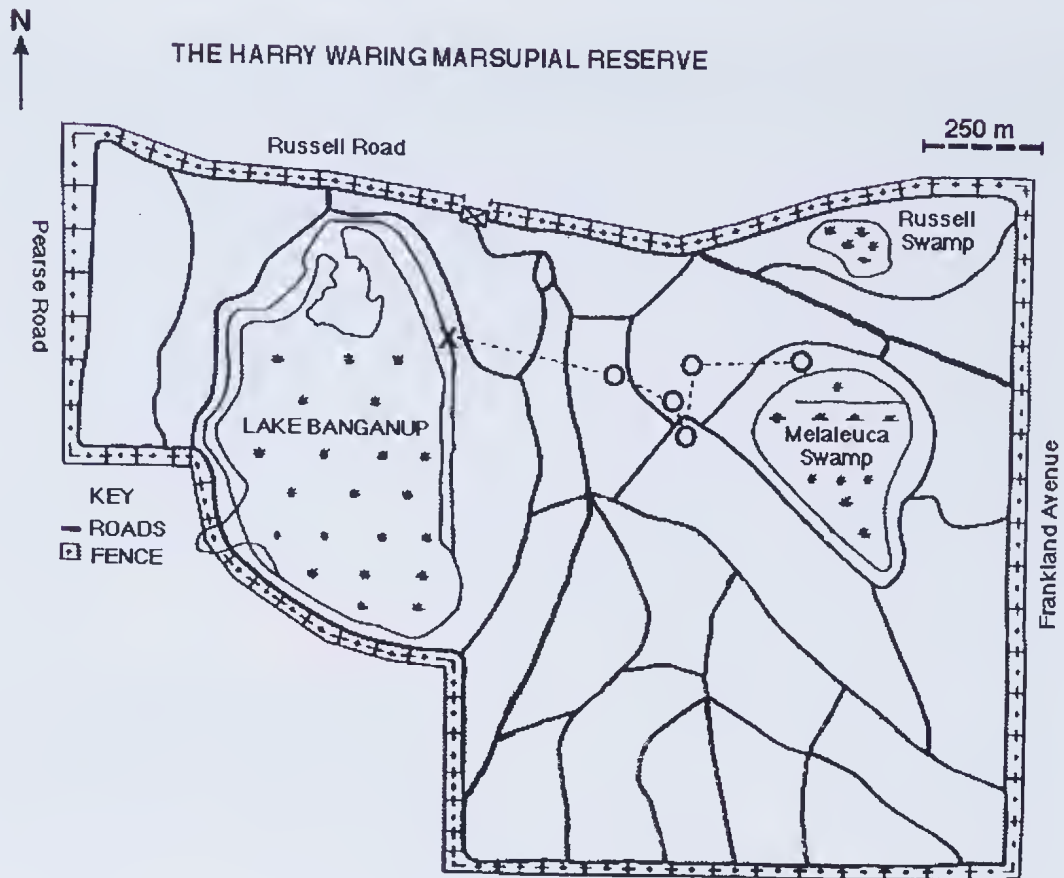 N
THE HARRY WARING MARSUPIAL RESERVE
250 m
Russell Road
Russell
Swamp
Pearse Road
X
LAKE BANGANUP
Melaleuca
Swamp
KEY
ROADS
FENCE
Frankland Avenue